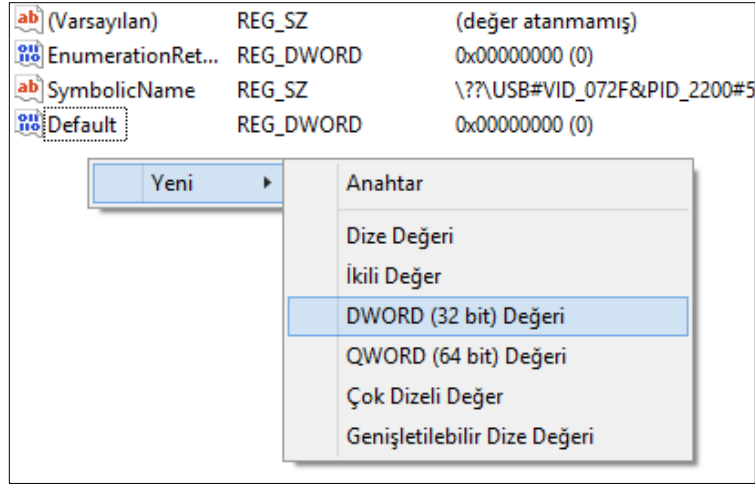 (Varsayılan) REG_SZ (değer atanmamış)
EnumerationRet... REG_DWORD 0x00000000 (0)
SymbolicName REG_SZ \??\USB#VID_072F&PID_2200#5
Default REG_DWORD 0x00000000 (0)
Yeni
Anahtar
Dize Değeri
İkili Değer
DWORD (32 bit) Değeri
QWORD (64 bit) Değeri
Çok Dizeli Değer
Genişletilebilir Dize Değeri